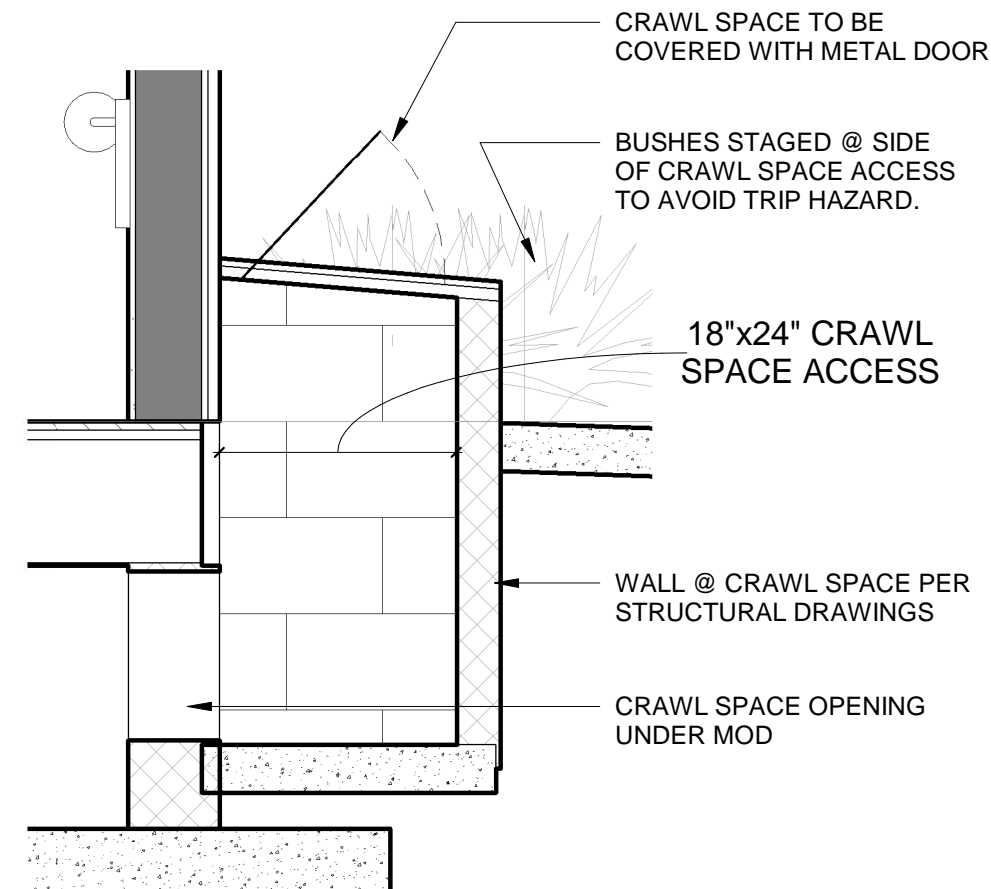 CRAWL SPACE TO BE
COVERED WITH METAL DOOR
BUSHES STAGED @ SIDE
OF CRAWL SPACE ACCESS
TO AVOID TRIP HAZARD.
18"x24" CRAWL
SPACE ACCESS
WALL @ CRAWL SPACE PER
STRUCTURAL DRAWINGS
CRAWL SPACE OPENING
UNDER MOD